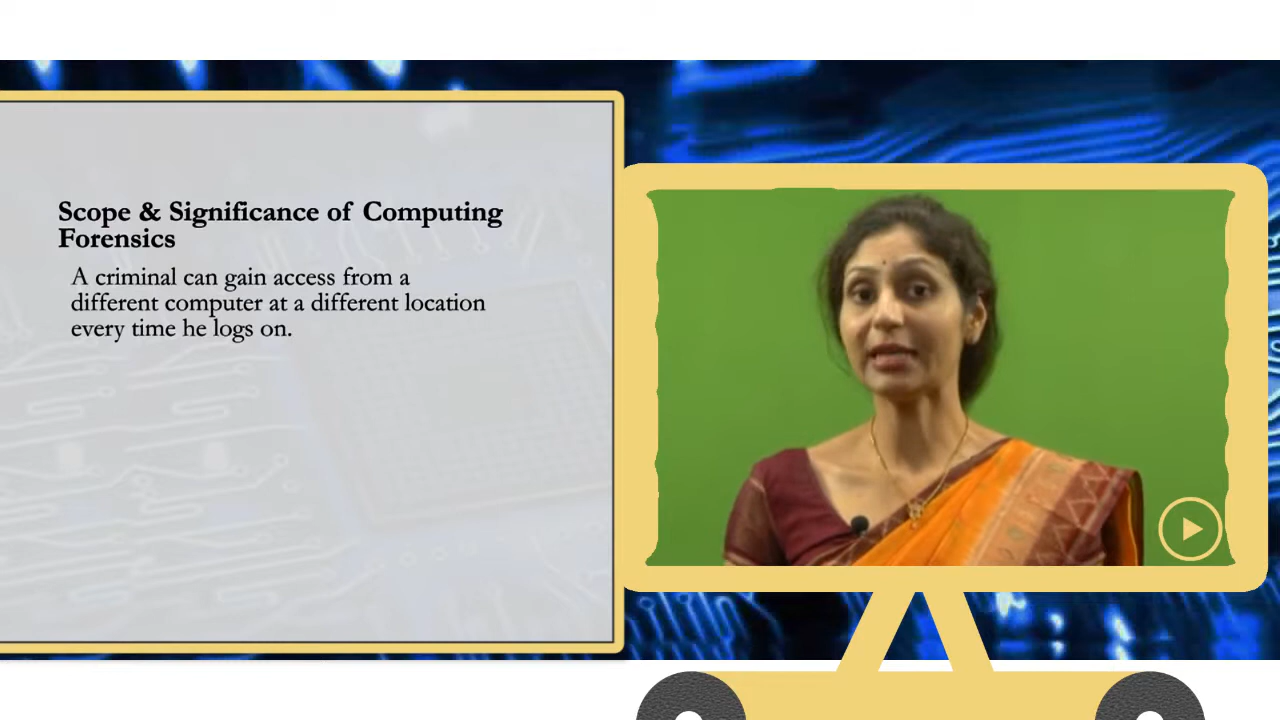 Scope & Significance of Computing
Forensics
A criminal can gain access from a
different computer at a different location
every time he logs on.